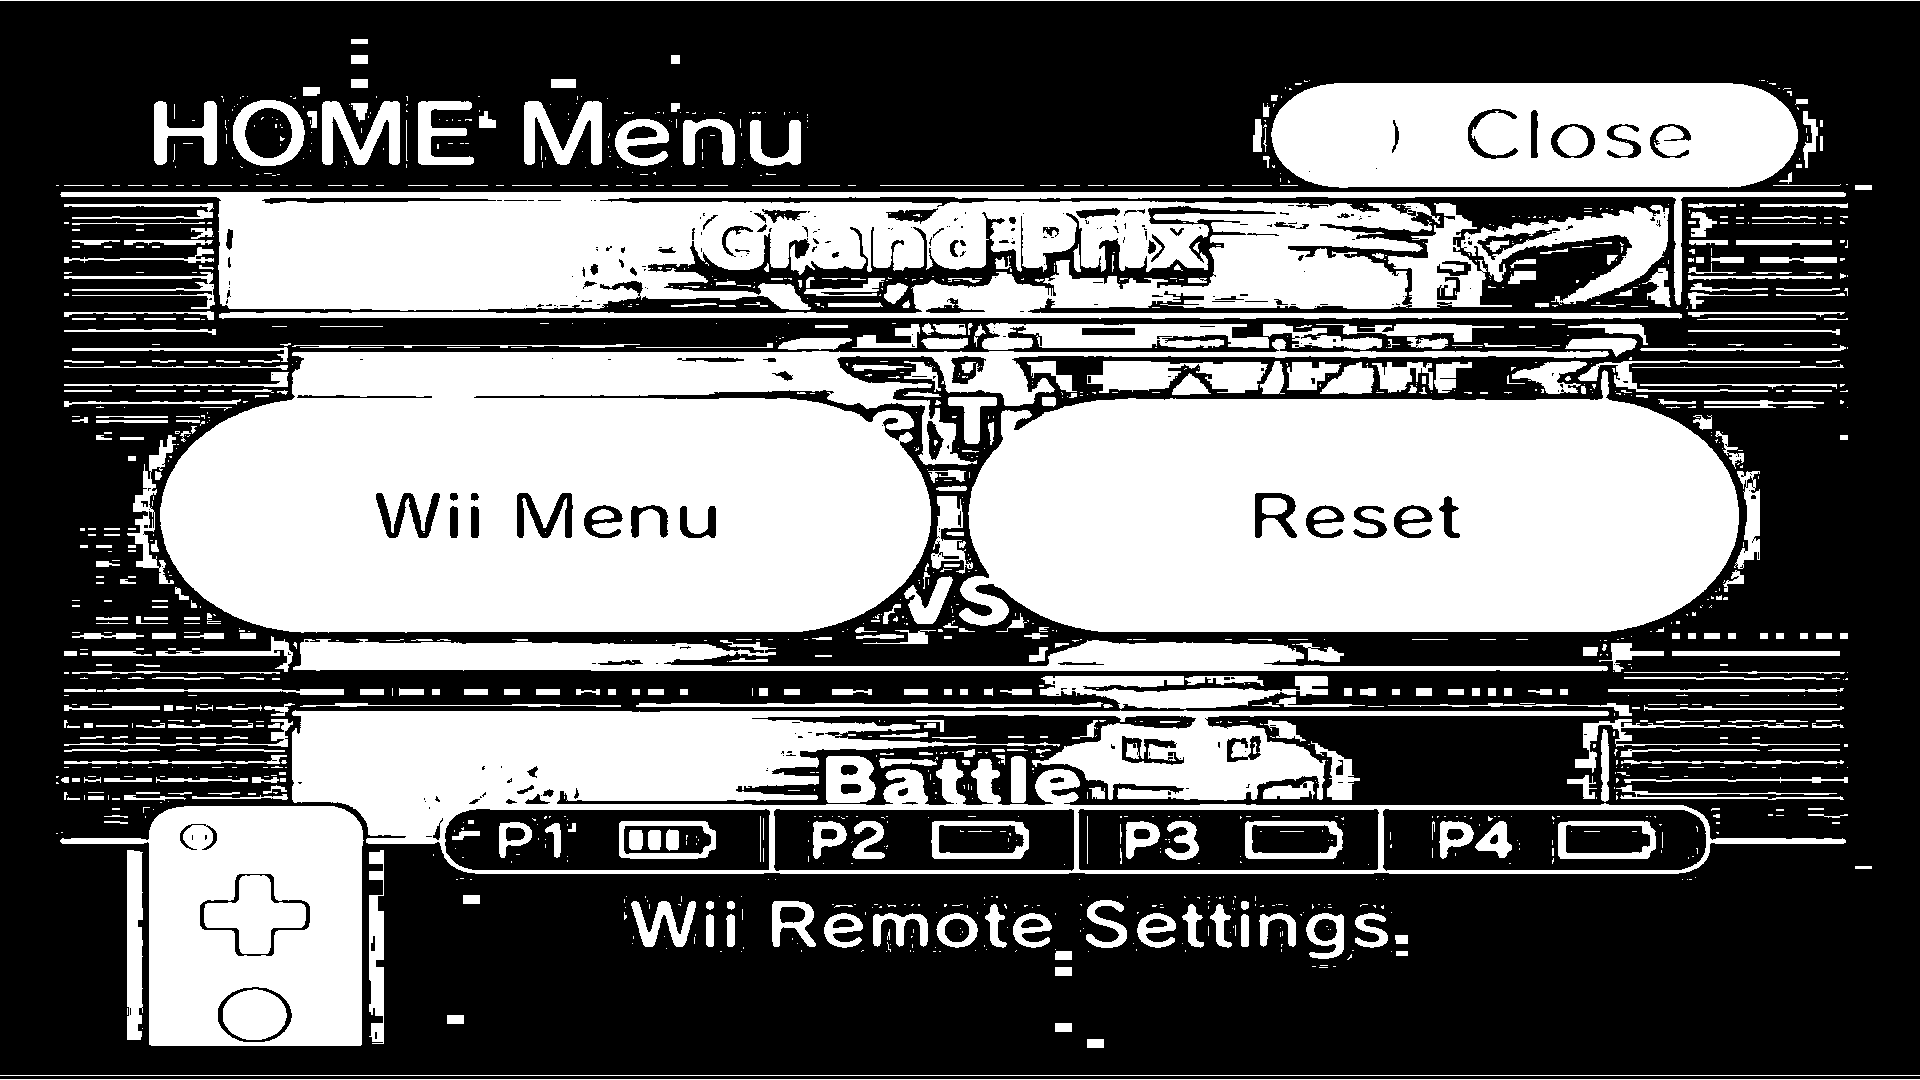 HOME Menu
Close
Grand Prix
Wii Menu
Reset
VS
Battle
P1 P2 P3 P4
Wii Remote Settings